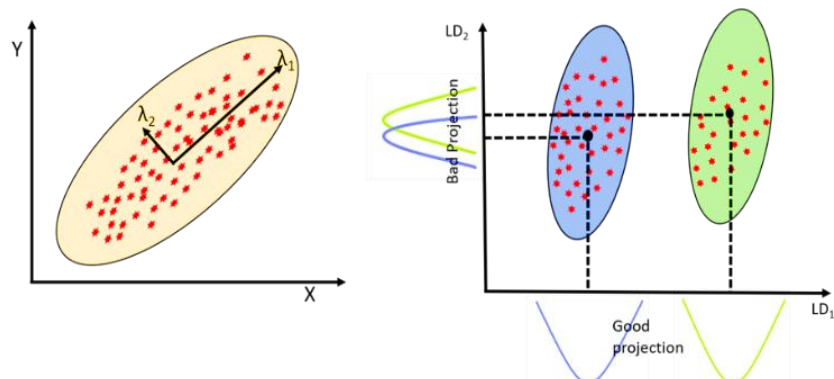 Y
λ₁
λ₂
X
LD₂
Bad Projection
LD₁
Good
projection